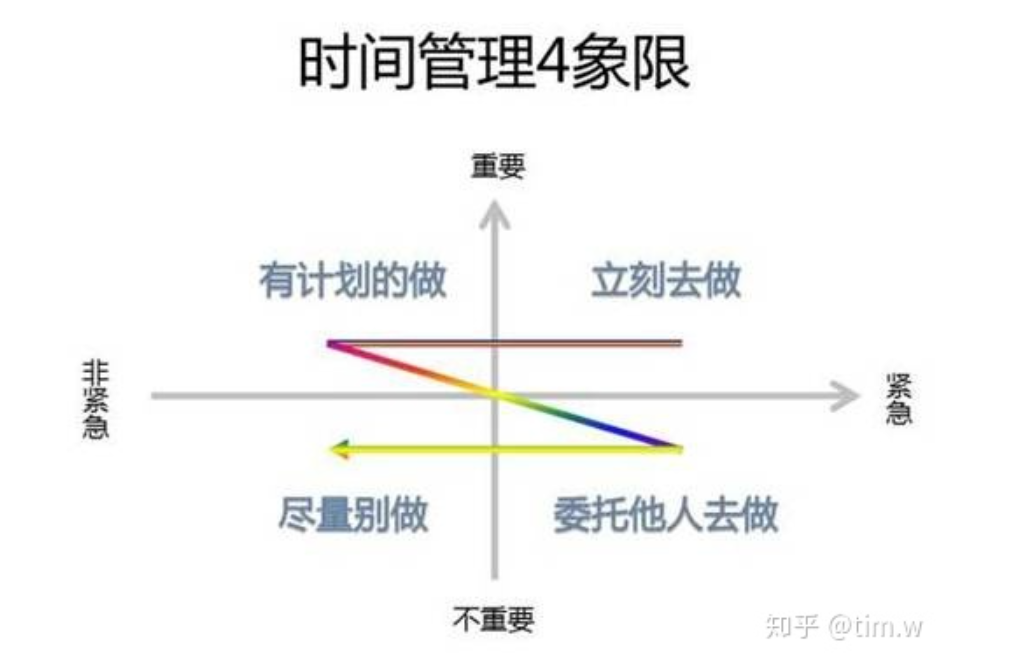 时间管理4象限
重要
有计划的做
立刻去做
非紧急
紧急
尽量别做
委托他人去做
不重要
知乎 @tim.w